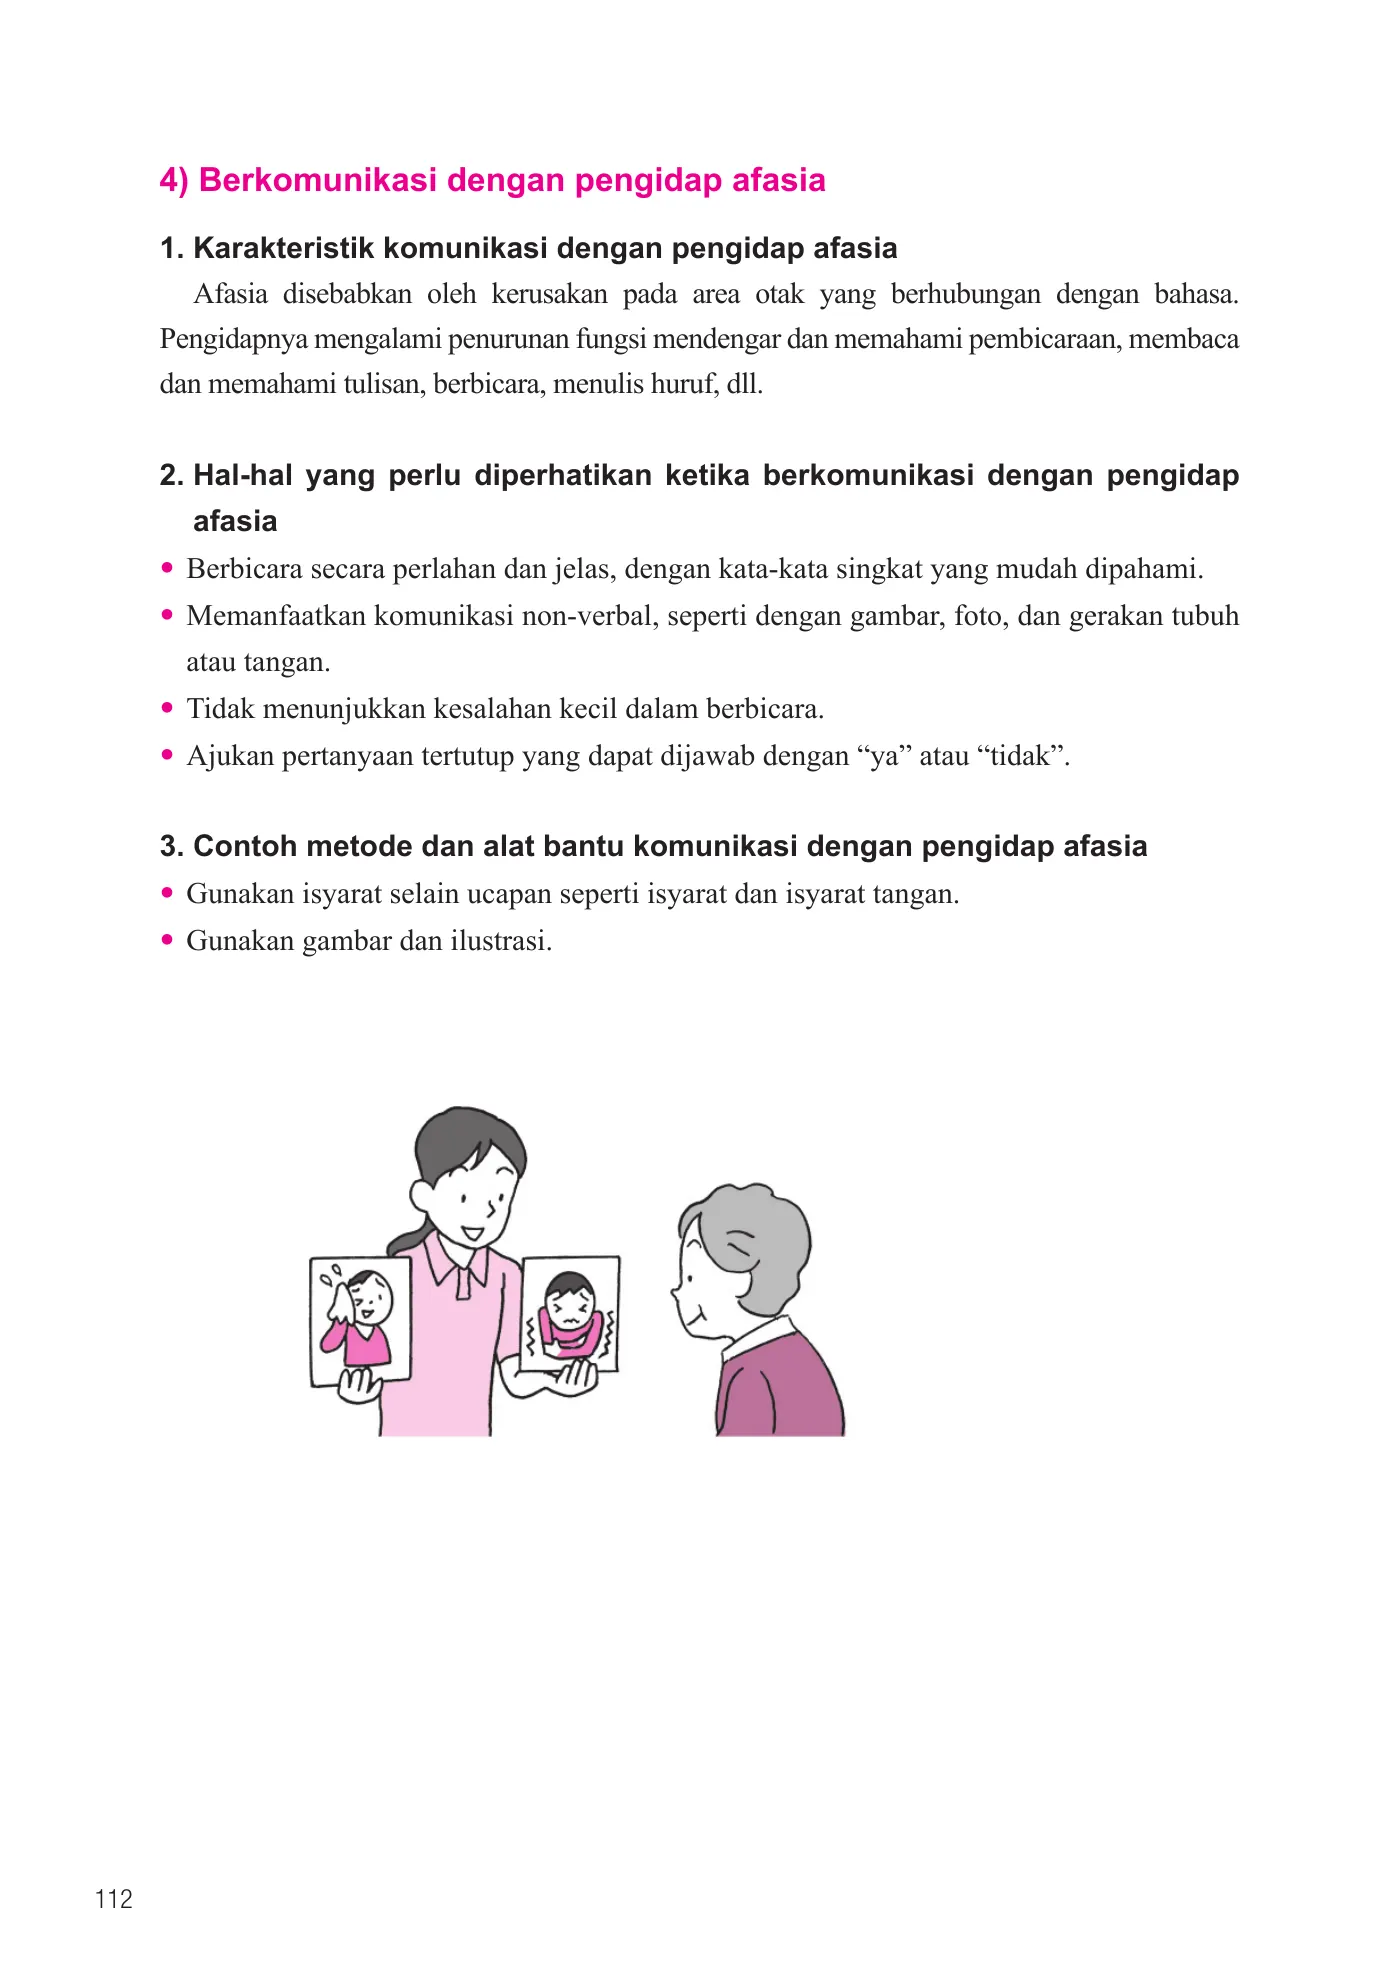 4) Berkomunikasi dengan pengidap afasia
1. Karakteristik komunikasi dengan pengidap afasia
Afasia disebabkan oleh kerusakan pada area otak yang berhubungan dengan bahasa.
Pengidapnya mengalami penurunan fungsi mendengar dan memahami pembicaraan, membaca
dan memahami tulisan, berbicara, menulis huruf, dll.
2. Hal-hal yang perlu diperhatikan ketika berkomunikasi dengan pengidap
afasia
• Berbicara secara perlahan dan jelas, dengan kata-kata singkat yang mudah dipahami.
• Memanfaatkan komunikasi non-verbal, seperti dengan gambar, foto, dan gerakan tubuh
atau tangan.
• Tidak menunjukkan kesalahan kecil dalam berbicara.
• Ajukan pertanyaan tertutup yang dapat dijawab dengan “ya” atau “tidak”.
3. Contoh metode dan alat bantu komunikasi dengan pengidap afasia
• Gunakan isyarat selain ucapan seperti isyarat dan isyarat tangan.
• Gunakan gambar dan ilustrasi.
112